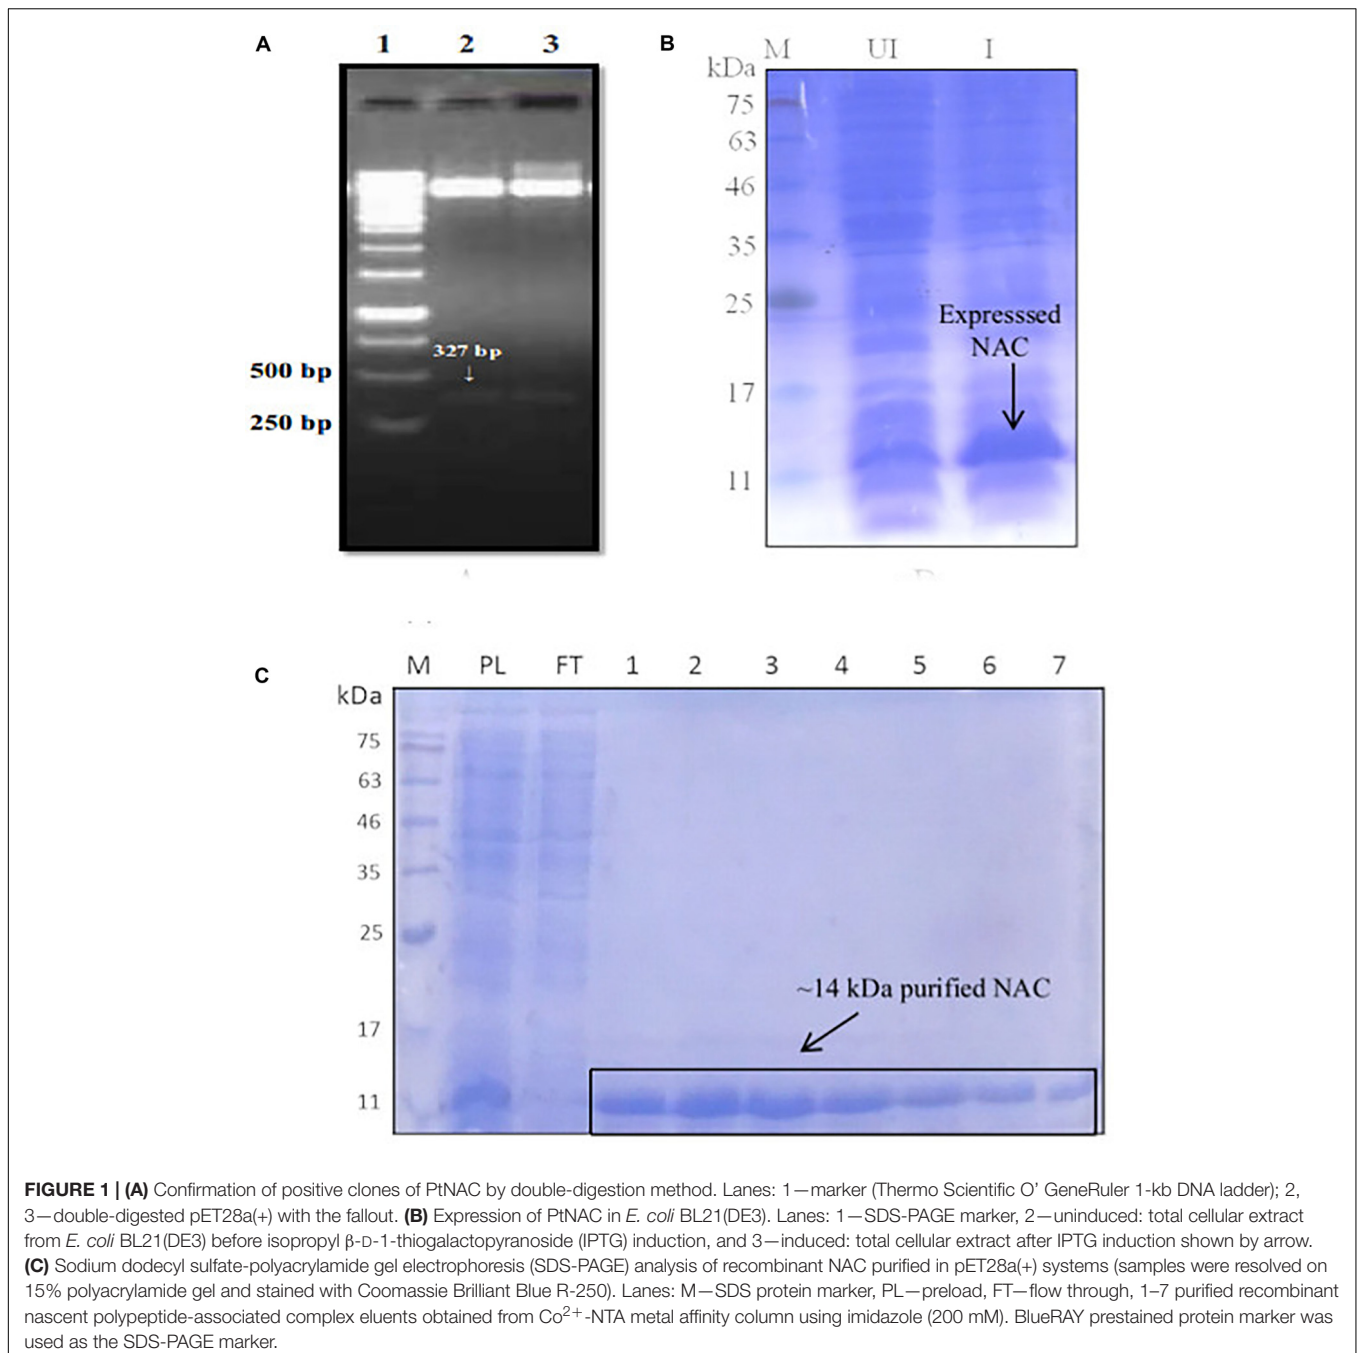 A
1 2 3
500 bp
250 bp
327 bp
↓
B
M UI I
kDa
75
63
46
35
25
17
11
Expresssed
NAC
C
M PL FT 1 2 3 4 5 6 7
kDa
75
63
46
35
25
17
11
~14 kDa purified NAC
FIGURE 1 | (A) Confirmation of positive clones of PtNAC by double-digestion method. Lanes: 1—marker (Thermo Scientific O’ GeneRuler 1-kb DNA ladder); 2,
3—double-digested pET28a(+) with the fallout. (B) Expression of PtNAC in E. coli BL21(DE3). Lanes: 1—SDS-PAGE marker, 2—uninduced: total cellular extract
from E. coli BL21(DE3) before isopropyl β-D-1-thiogalactopyranoside (IPTG) induction, and 3—induced: total cellular extract after IPTG induction shown by arrow.
(C) Sodium dodecyl sulfate-polyacrylamide gel electrophoresis (SDS-PAGE) analysis of recombinant NAC purified in pET28a(+) systems (samples were resolved on
15% polyacrylamide gel and stained with Coomassie Brilliant Blue R-250). Lanes: M—SDS protein marker, PL—preload, FT—flow through, 1–7 purified recombinant
nascent polypeptide-associated complex eluents obtained from Co2+-NTA metal affinity column using imidazole (200 mM). BlueRAY prestained protein marker was
used as the SDS-PAGE marker.